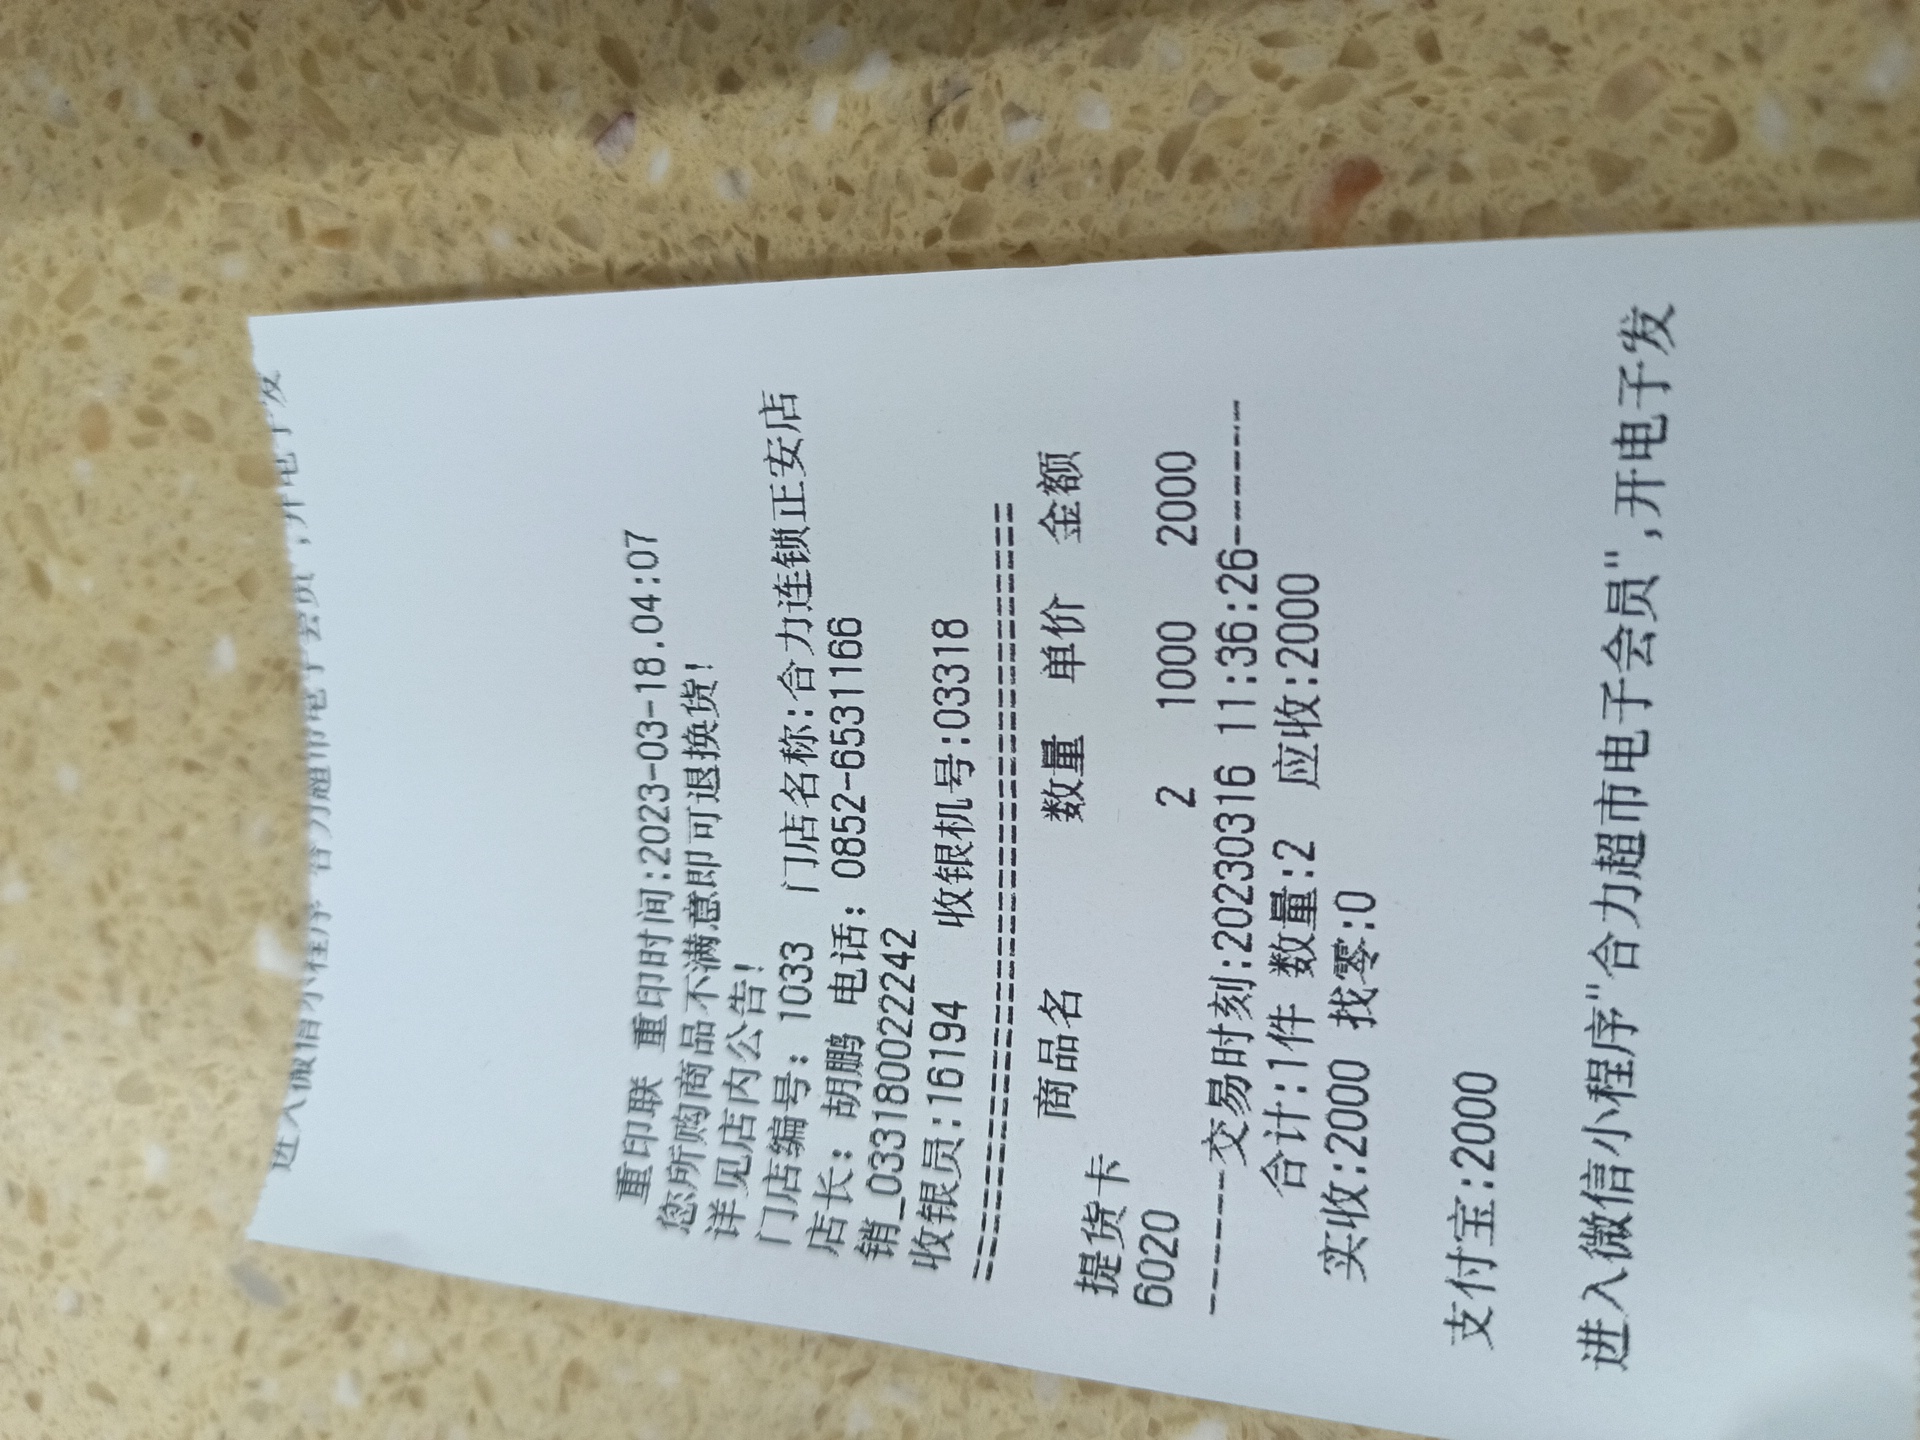 进入微信小程序"合力超市电子会员",开电子发
重印联 重印时间:2023-03-18.04:07
您所购商品不满意即可退换货!
详见店内公告!
门店编号: 1033 门店名称:合力连锁正安店
店长: 胡鹏 电话: 0852-6531166
销_033180022242
收银员:16194 收银机号:03318
======================================
商品名 数量 单价 金额
提货卡
6020 2 1000 2000
--------交易时刻:20230316 11:36:26--------
合计:1件 数量:2 应收:2000
实收:2000 找零:0
支付宝:2000
进入微信小程序"合力超市电子会员",开电子发